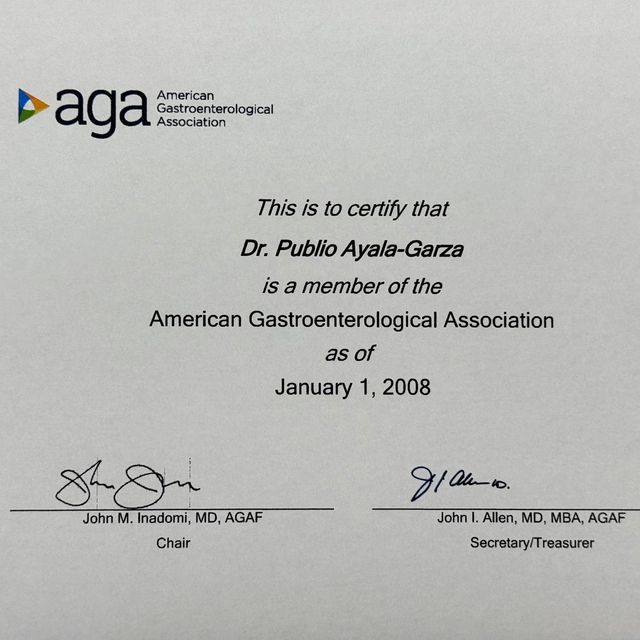 aga American
Gastroenterological
Association
This is to certify that
Dr. Publio Ayala-Garza
is a member of the
American Gastroenterological Association
as of
January 1, 2008
John M. Inadomi, MD, AGAF
Chair
John I. Allen, MD, MBA, AGAF
Secretary/Treasurer